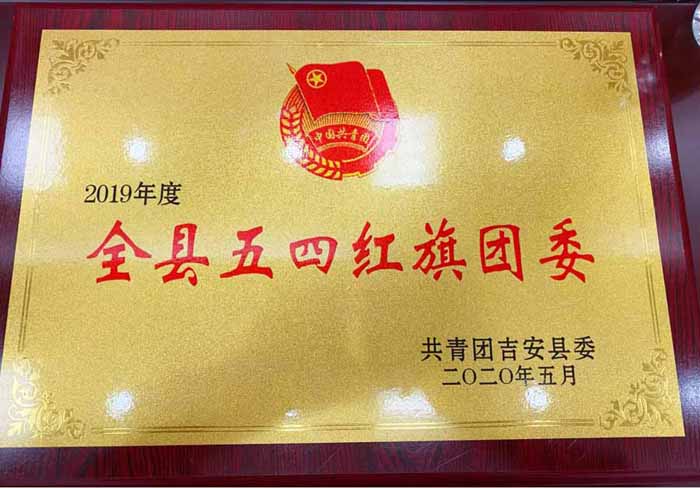 中国共青团
2019年度
全县五四红旗团委
共青团吉安县委
二〇二〇年五月